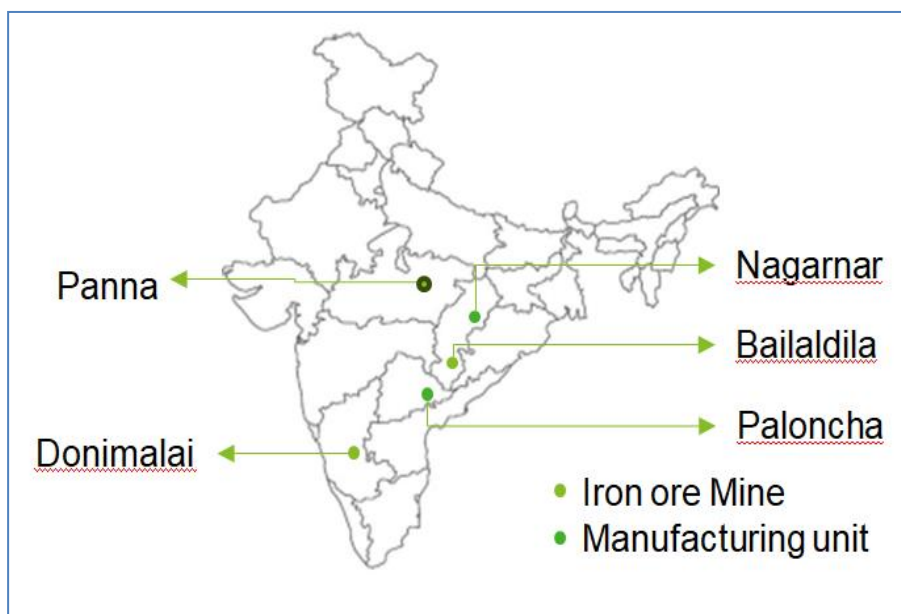 Panna
Nagarnar
Bailaldila
Paloncha
Donimalai
Iron ore Mine
Manufacturing unit